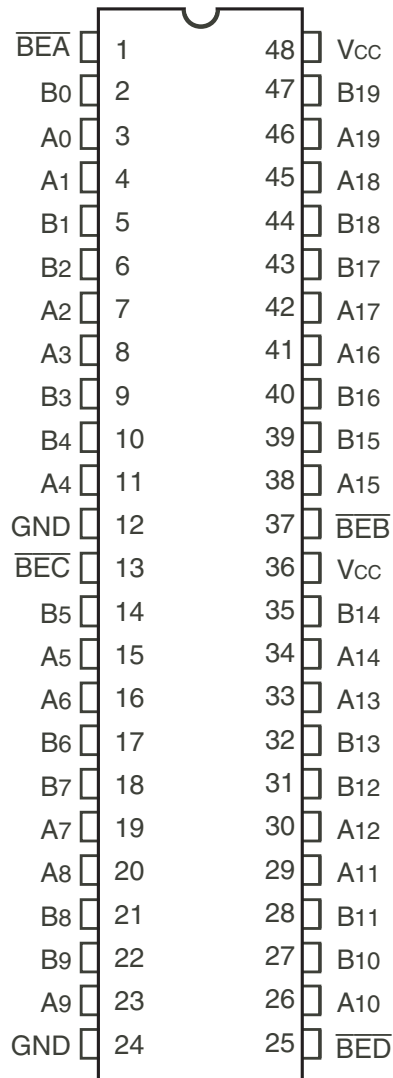 B̅E̅A̅ 1 48 VCC
B0 2 47 B19
A0 3 46 A19
A1 4 45 A18
B1 5 44 B18
B2 6 43 B17
A2 7 42 A17
A3 8 41 A16
B3 9 40 B16
B4 10 39 B15
A4 11 38 A15
GND 12 37 B̅E̅B̅
B̅E̅C̅ 13 36 VCC
B5 14 35 B14
A5 15 34 A14
A6 16 33 A13
B6 17 32 B13
B7 18 31 B12
A7 19 30 A12
A8 20 29 A11
B8 21 28 B11
B9 22 27 B10
A9 23 26 A10
GND 24 25 B̅E̅D̅